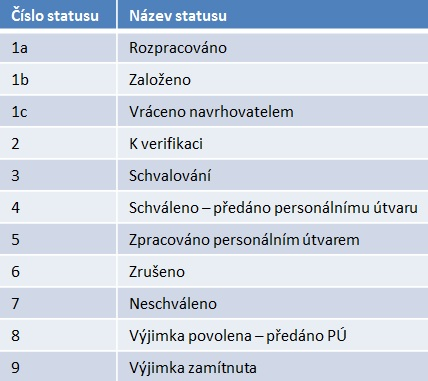 Číslo statusu Název statusu
1a Rozpracováno
1b Založeno
1c Vráceno navrhovatelem
2 K verifikaci
3 Schvalování
4 Schváleno – předáno personálnímu útvaru
5 Zpracováno personálním útvarem
6 Zrušeno
7 Neschváleno
8 Výjimka povolena – předáno PÚ
9 Výjimka zamítnuta